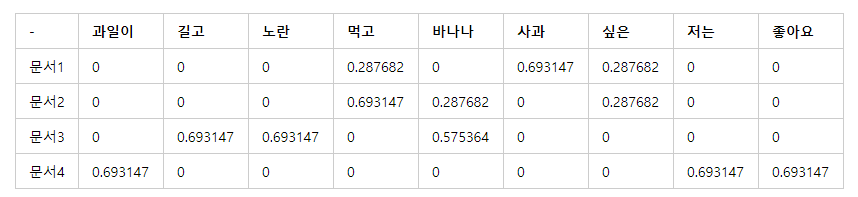 - 과일이 길고 노란 먹고 바나나 사과 싶은 저는 좋아요
문서1 0 0 0 0.287682 0 0.693147 0.287682 0 0
문서2 0 0 0 0.693147 0.287682 0 0.287682 0 0
문서3 0 0.693147 0.693147 0 0.575364 0 0 0 0
문서4 0.693147 0 0 0 0 0 0 0.693147 0.693147